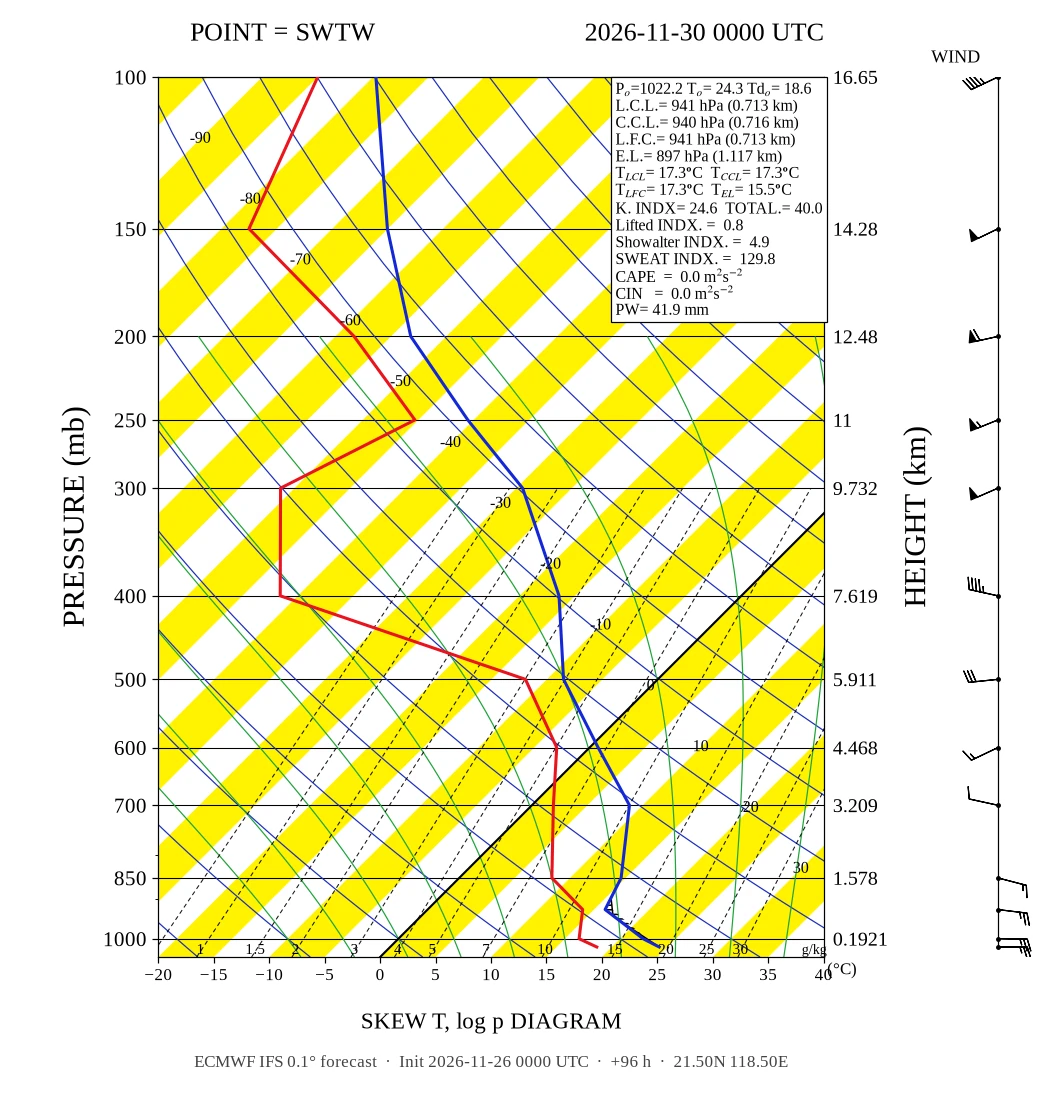 POINT = SWTW 2026-11-30 0000 UTC
WIND
100 16.65
Pₒ=1022.2 Tₒ= 24.3 Tdₒ= 18.6
L.C.L.= 941 hPa (0.713 km)
C.C.L.= 940 hPa (0.716 km)
L.F.C.= 941 hPa (0.713 km)
E.L.= 897 hPa (1.117 km)
T_LCL= 17.3°C T_CCL= 17.3°C
T_LFC= 17.3°C T_EL= 15.5°C
K. INDX= 24.6 TOTAL.= 40.0
Lifted INDX. = 0.8
Showalter INDX. = 4.9
SWEAT INDX. = 129.8
CAPE = 0.0 m²s⁻²
CIN = 0.0 m²s⁻²
PW= 41.9 mm
-90
-80
150 14.28
-70
-60
200 12.48
-50
250 11
-40
300 9.732
-30
-20
400 7.619
-10
500 5.911
0
600 4.468
10
700 3.209
20
850 1.578
30
1000 0.1921
1 1.5 2 3 4 5 7 10 15 20 25 30 g/kg
−20 −15 −10 −5 0 5 10 15 20 25 30 35 40 (°C)
PRESSURE (mb)
HEIGHT (km)
SKEW T, log p DIAGRAM
ECMWF IFS 0.1° forecast · Init 2026-11-26 0000 UTC · +96 h · 21.50N 118.50E